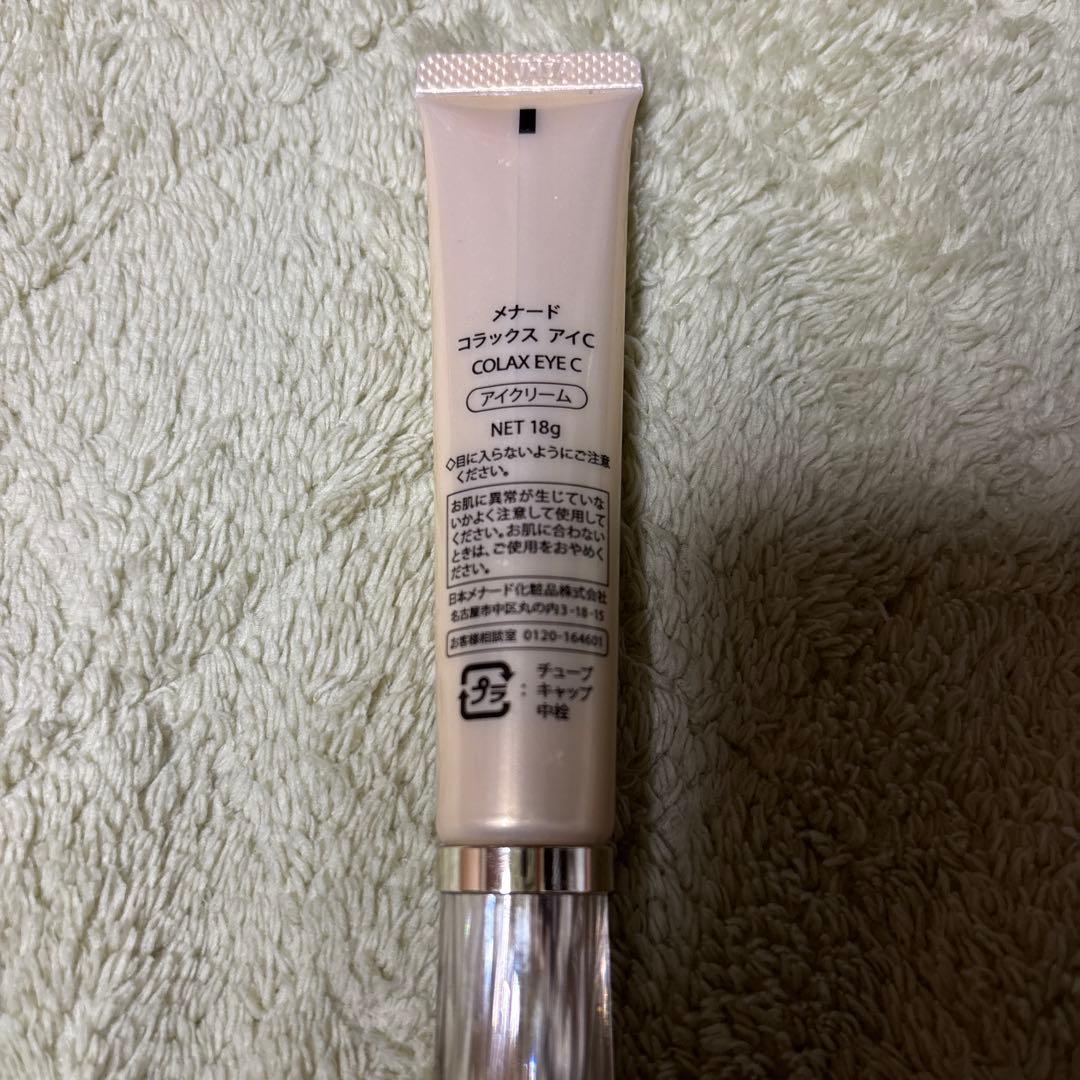 メナード
コラックス アイC
COLAX EYE C
アイクリーム
NET 18g
◇目に入らないようにご注意
ください。
お肌に異常が生じていな
いかよく注意して使用して
ください。お肌に合わない
ときは、ご使用をおやめく
ださい。
日本メナード化粧品株式会社
名古屋市中区丸の内3-18-15
お客様相談室 0120-164601
プラ : チューブ
キャップ
中栓